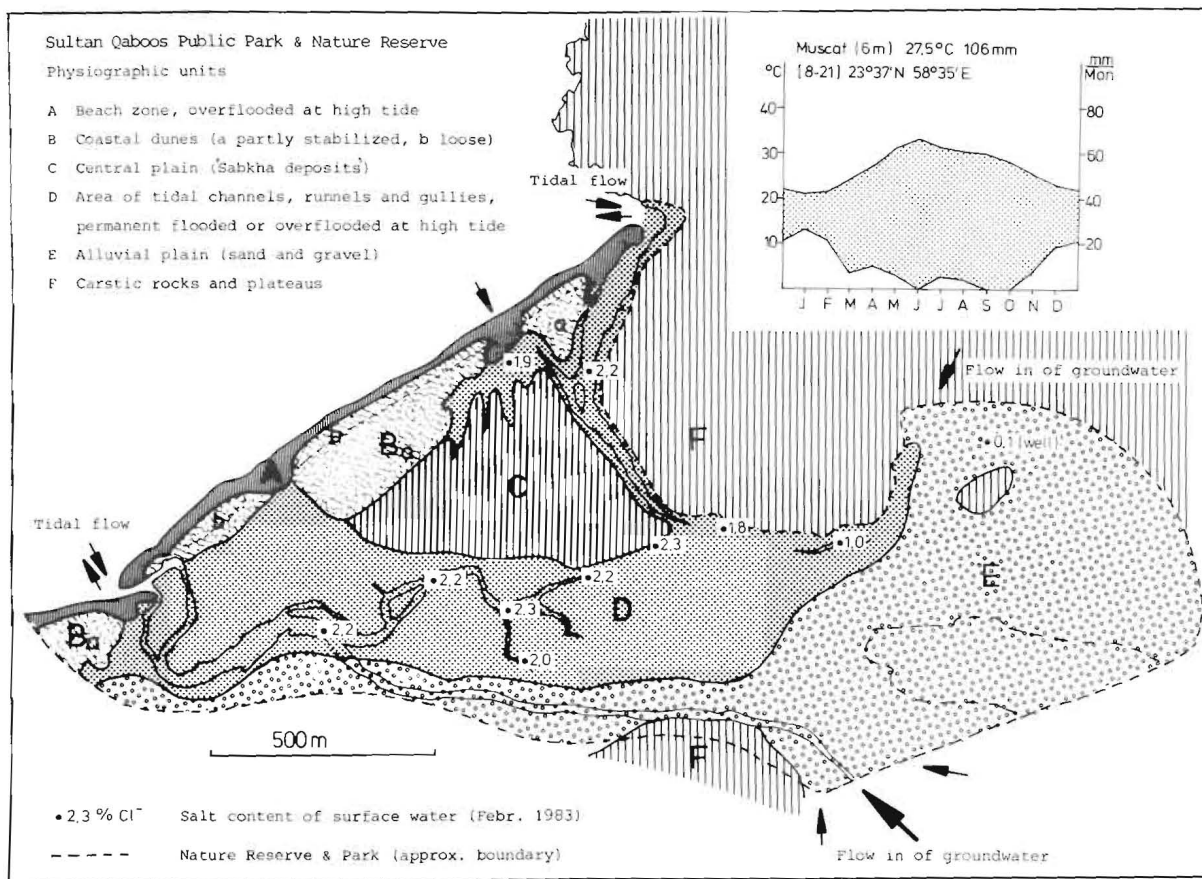 Sultan Qaboos Public Park & Nature Reserve
Physiographic units
A Beach zone, overflooded at high tide
B Coastal dunes (a partly stabilized, b loose)
C Central plain ('Sabkha deposits')
D Area of tidal channels, runnels and gullies,
permanent flooded or overflooded at high tide
E Alluvial plain (sand and gravel)
F Carstic rocks and plateaus
Muscat (6m) 27,5°C 106mm
°C [8-21] 23°37'N 58°35'E
mm
Mon
40
30
20
10
80
60
40
20
J F M A M J J A S O N D
Tidal flow
Flow in of groundwater
a
1,9
2,2
B a
F
0,1 (well)
A
C
Tidal flow
1,8
2,3
1,0
E
2,2
2,2
2,3
D
2,2
B a
2,0
500 m
F
• 2,3 % Cl⁻ Salt content of surface water (Febr. 1983)
Nature Reserve & Park (approx. boundary)
Flow in of groundwater